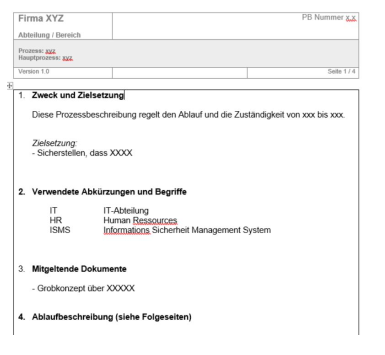 Firma XYZ PB Nummer x.x
Abteilung / Bereich
Prozess: xyz
Hauptprozess: xyz
Version 1.0 Seite 1 / 4
1. Zweck und Zielsetzung
Diese Prozessbeschreibung regelt den Ablauf und die Zuständigkeit von xxx bis xxx.
Zielsetzung:
- Sicherstellen, dass XXXX
2. Verwendete Abkürzungen und Begriffe
IT IT-Abteilung
HR Human Ressources
ISMS Informations Sicherheit Management System
3. Mitgeltende Dokumente
- Grobkonzept über XXXXX
4. Ablaufbeschreibung (siehe Folgeseiten)